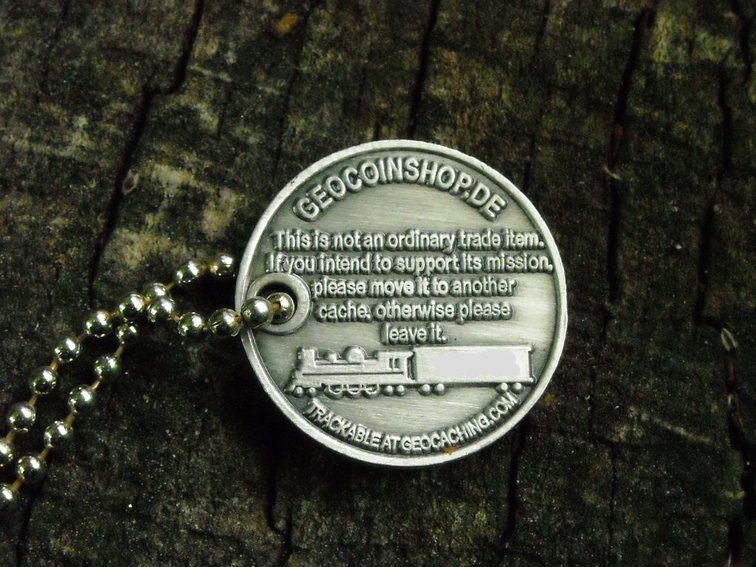 GEOCOINSHOP.DE
This is not an ordinary trade item.
If you intend to support its mission,
please move it to another
cache, otherwise please
leave it.
TRACKABLE AT GEOCACHING.COM